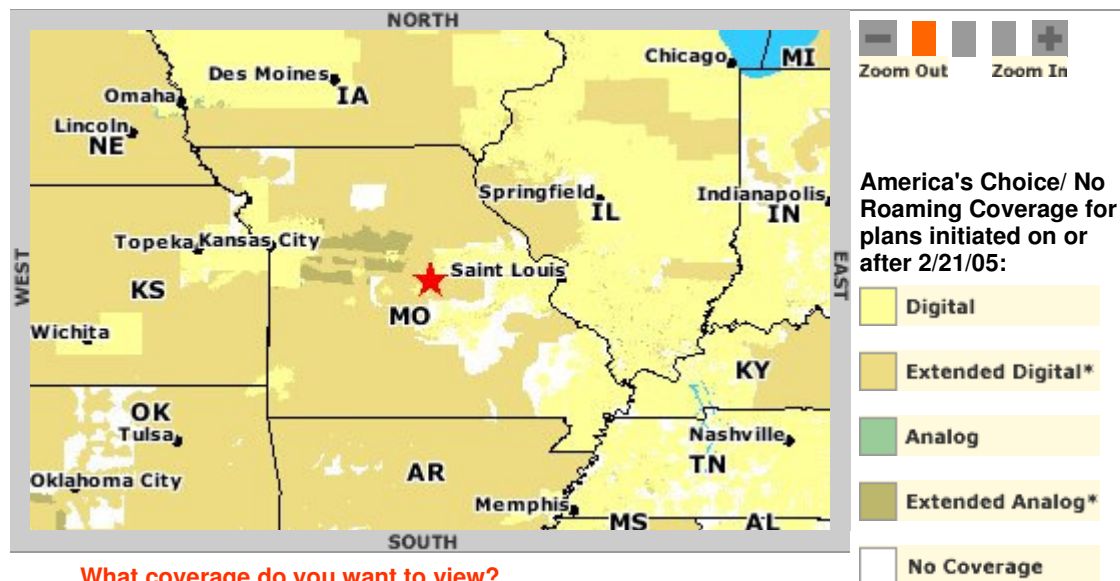 NORTH
Zoom Out Zoom In
Chicago MI
Des Moines IA
Omaha
Lincoln
NE
America's Choice/ No
Roaming Coverage for
plans initiated on or
after 2/21/05:
Springfield IL
Indianapolis IN
Topeka Kansas City
Saint Louis
WEST
EAST
KS
MO
Digital
Wichita
KY
Extended Digital*
OK
Tulsa
Nashville
TN
Analog
AR
Oklahoma City
Memphis
Extended Analog*
MS AL
SOUTH
No Coverage
What coverage do you want to view?